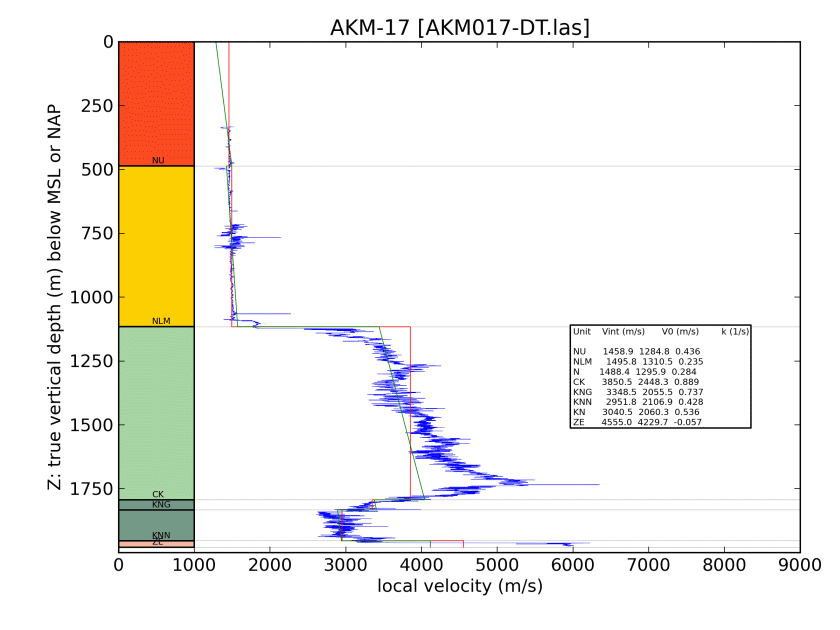 AKM-17 [AKM017-DT.las]
0
250
500
750
1000
1250
1500
1750
Z: true vertical depth (m) below MSL or NAP
NU
NLM
CK
KNG
KNN
ZE
Unit Vint (m/s) V0 (m/s) k (1/s)
NU 1458.9 1284.8 0.436
NLM 1495.8 1310.5 0.235
N 1488.4 1295.9 0.284
CK 3850.5 2448.3 0.889
KNG 3348.5 2055.5 0.737
KNN 2951.8 2106.9 0.428
KN 3040.5 2060.3 0.536
ZE 4555.0 4229.7 -0.057
0 1000 2000 3000 4000 5000 6000 7000 8000 9000
local velocity (m/s)